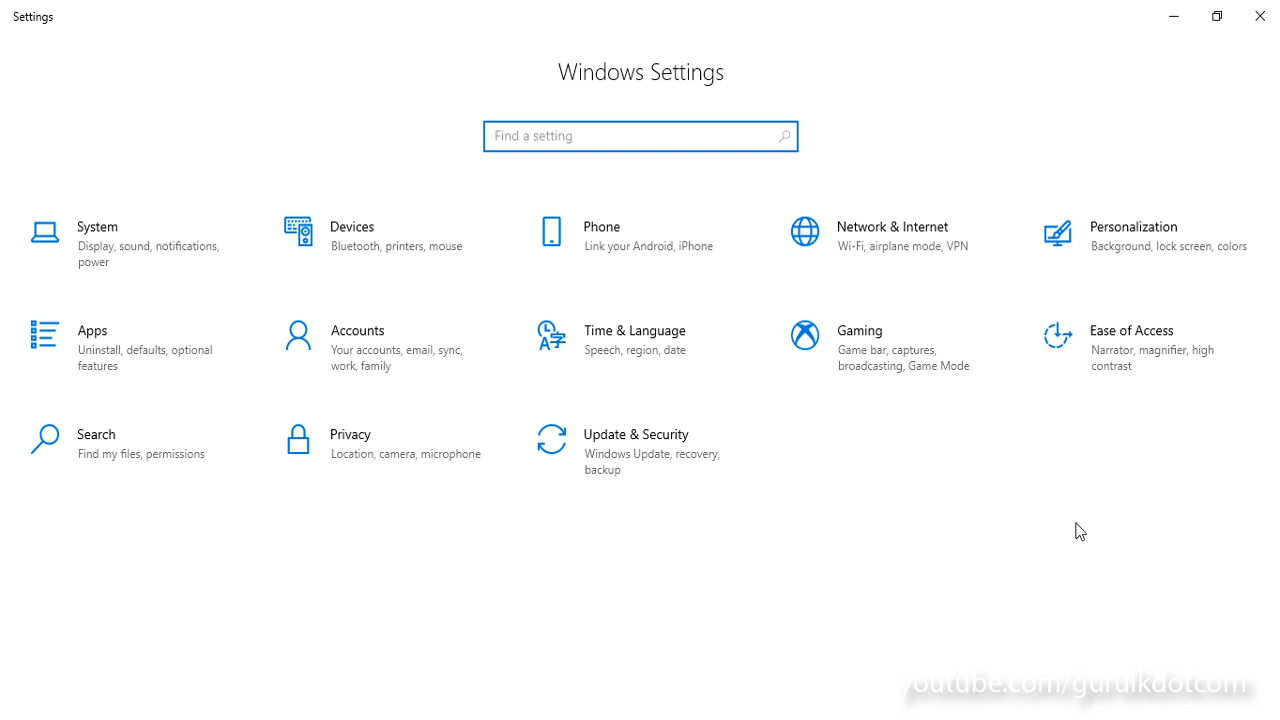 Settings
Windows Settings
Find a setting
System
Display, sound, notifications,
power
Devices
Bluetooth, printers, mouse
Phone
Link your Android, iPhone
Network & Internet
Wi-Fi, airplane mode, VPN
Personalization
Background, lock screen, colors
Apps
Uninstall, defaults, optional
features
Accounts
Your accounts, email, sync,
work, family
Time & Language
Speech, region, date
Gaming
Game bar, captures,
broadcasting, Game Mode
Ease of Access
Narrator, magnifier, high
contrast
Search
Find my files, permissions
Privacy
Location, camera, microphone
Update & Security
Windows Update, recovery,
backup
youtube.com/gurulkdotcom